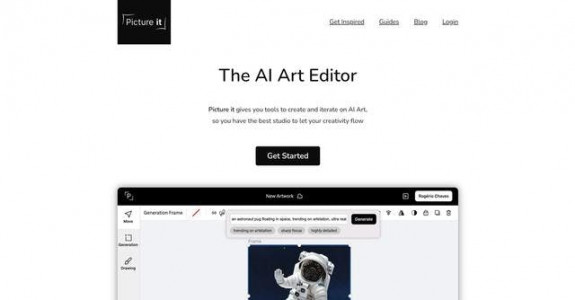 Picture it
Get Inspired Guides Blog Login
The AI Art Editor
Picture it gives you tools to create and iterate on AI Art,
so you have the best studio to let your creativity flow
Get Started
New Artwork
Rogério Chaves
Move
Generation Frame
an astronaut pug floating in space, trending on artstation, ultra real
Generate
trending on artstation sharp focus highly detailed
Generation
Frame
Drawing